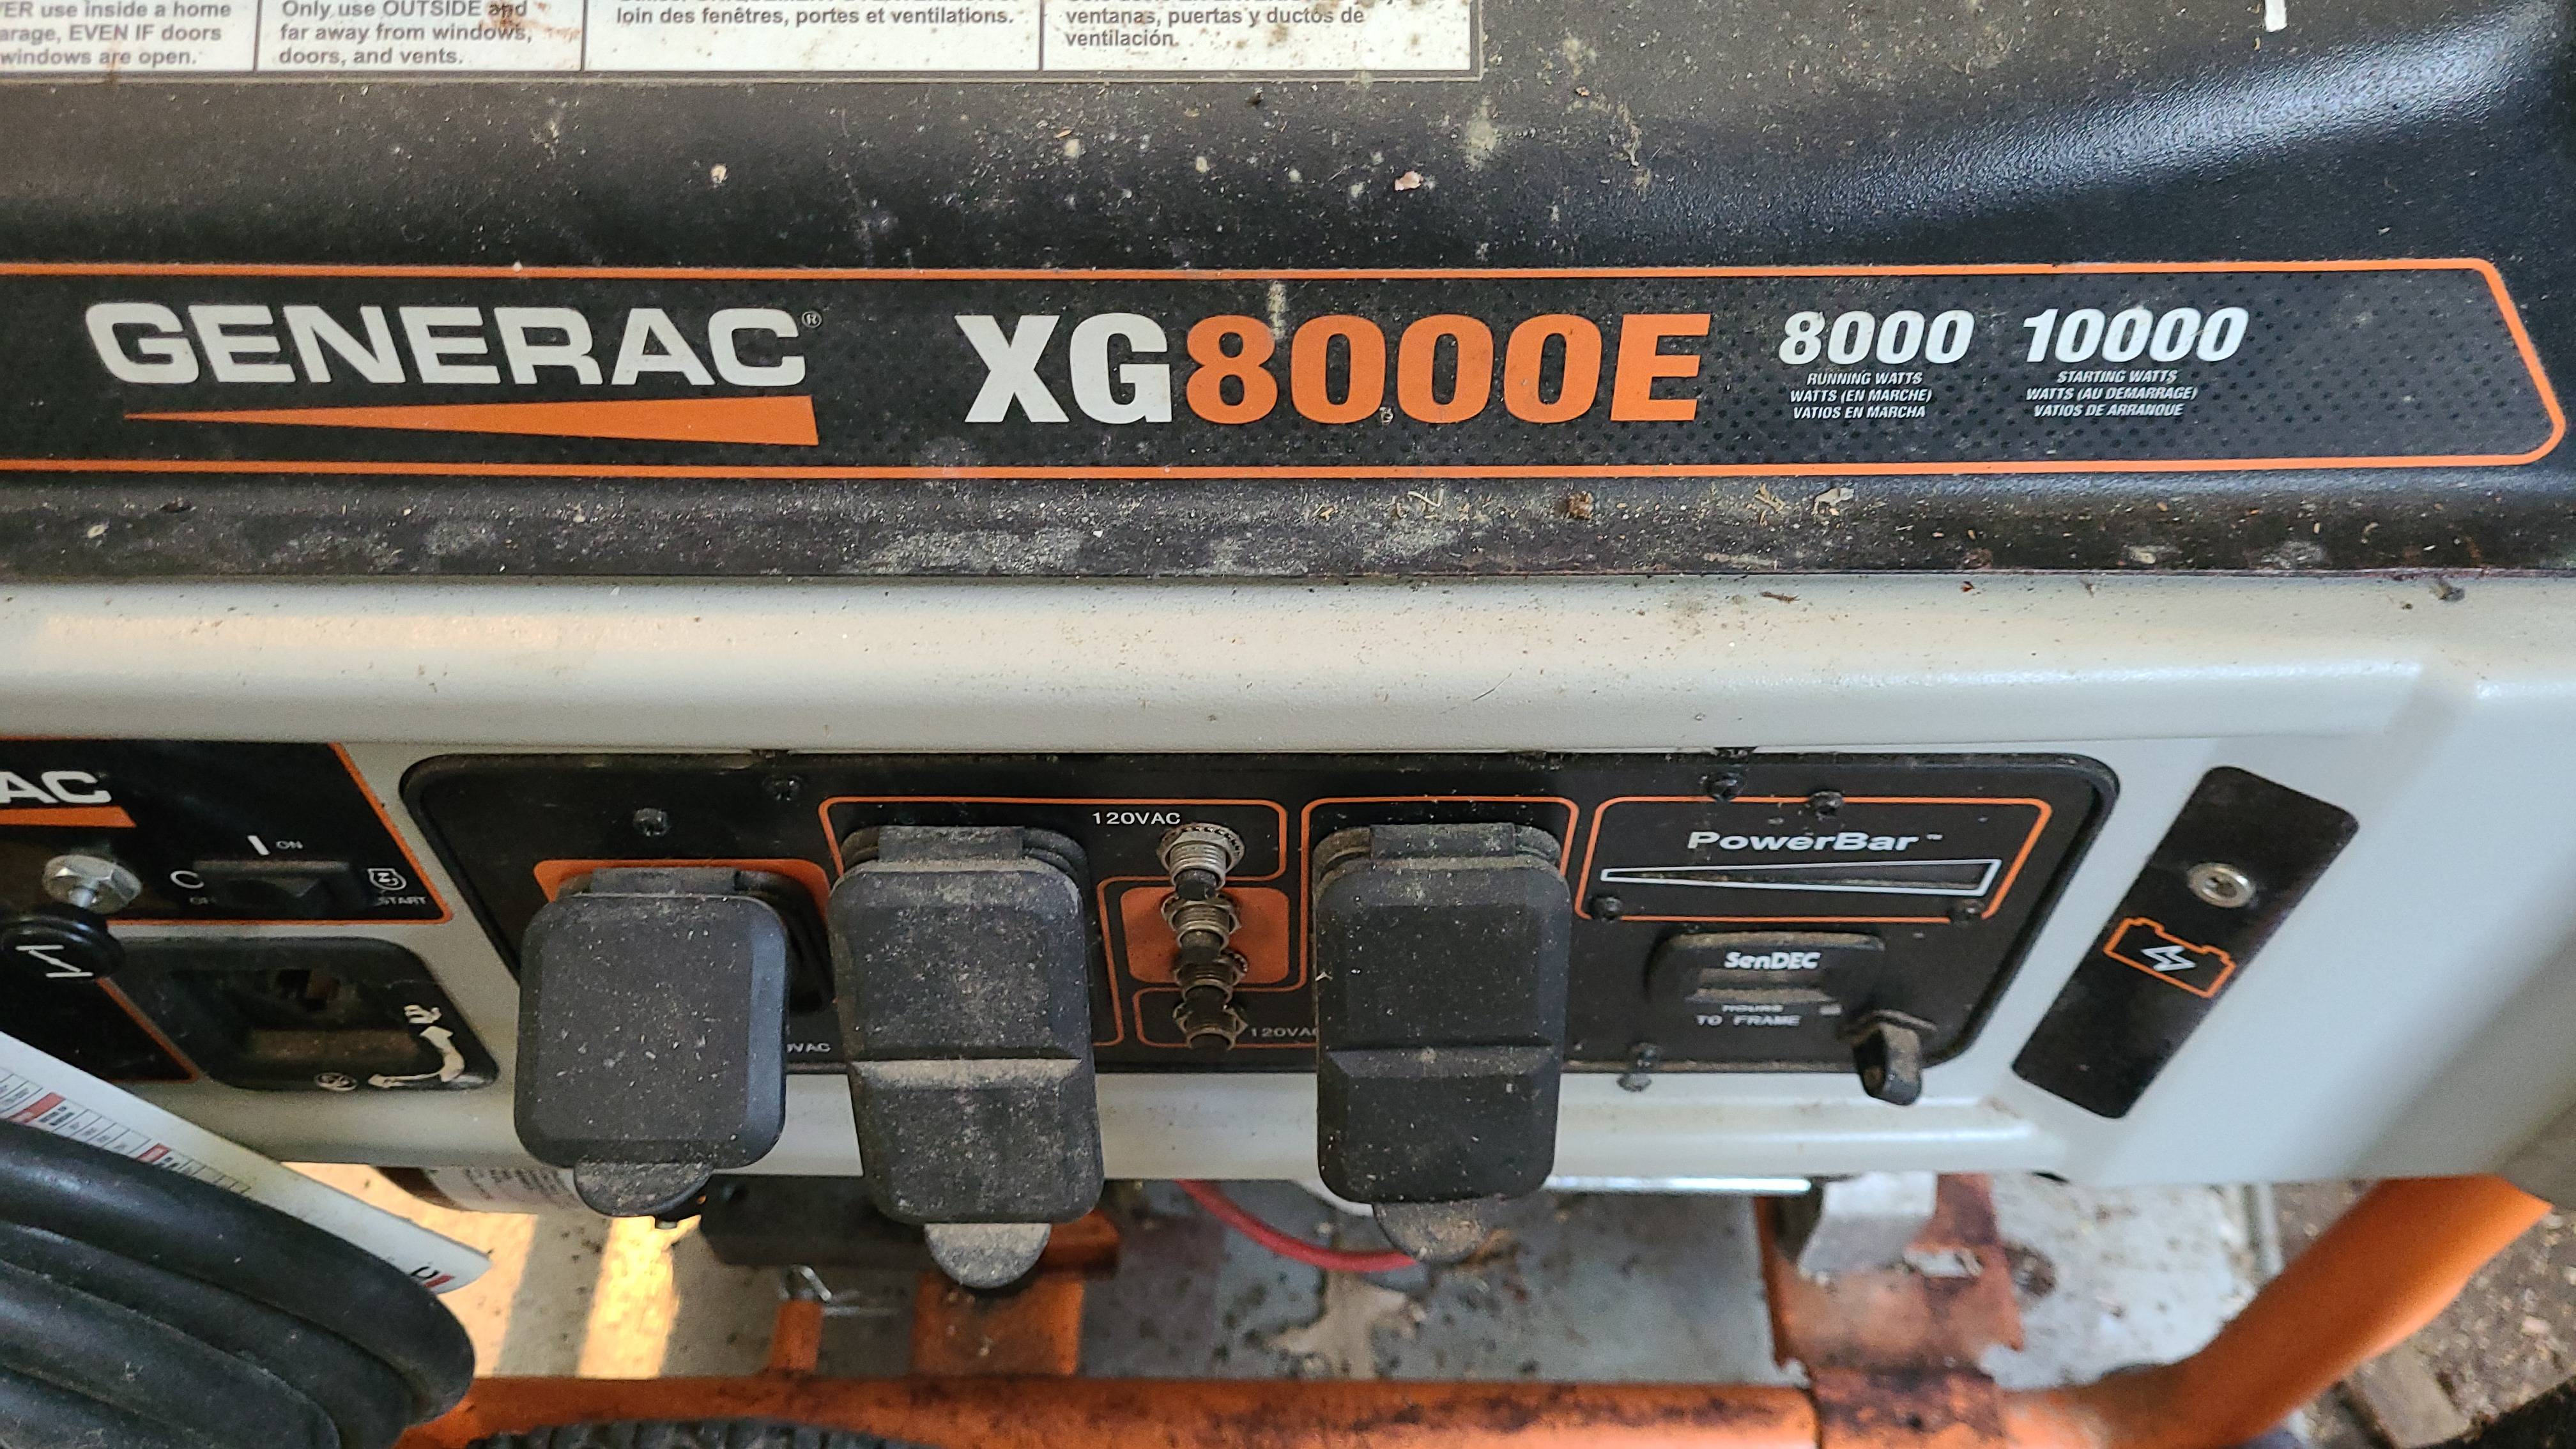 ER use inside a home
arage, EVEN IF doors
windows are open.
Only use OUTSIDE and
far away from windows,
doors, and vents.
loin des fenêtres, portes et ventilations.
ventanas, puertas y ductos de
ventilación.
GENERAC®
XG8000E
8000
RUNNING WATTS
WATTS (EN MARCHE)
VATIOS EN MARCHA
10000
STARTING WATTS
WATTS (AU DEMARRAGE)
VATIOS DE ARRANQUE
AC
ON
START
120VAC
VAC
120VAC
PowerBar™
SenDEC
HOURS
TO FRAME